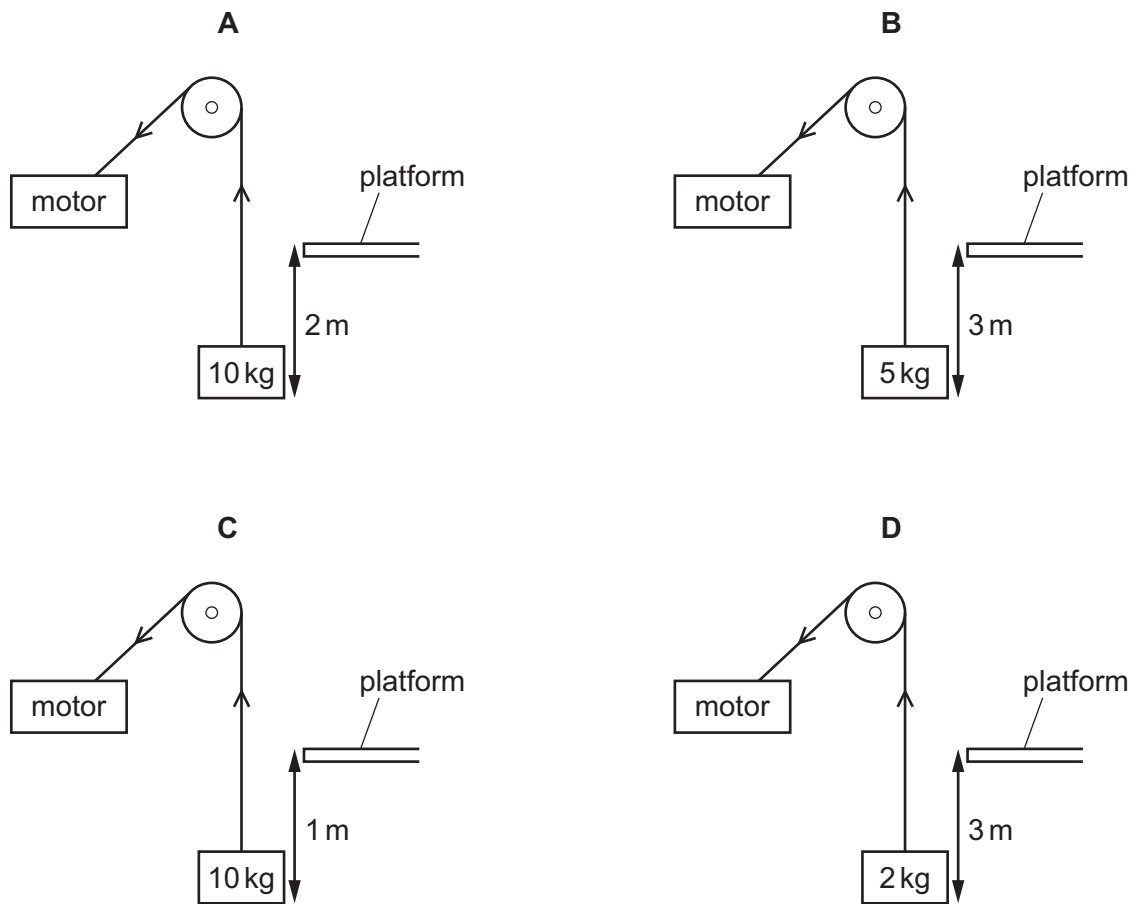 A
motor
platform
2 m
10 kg
B
motor
platform
3 m
5 kg
C
motor
platform
1 m
10 kg
D
motor
platform
3 m
2 kg